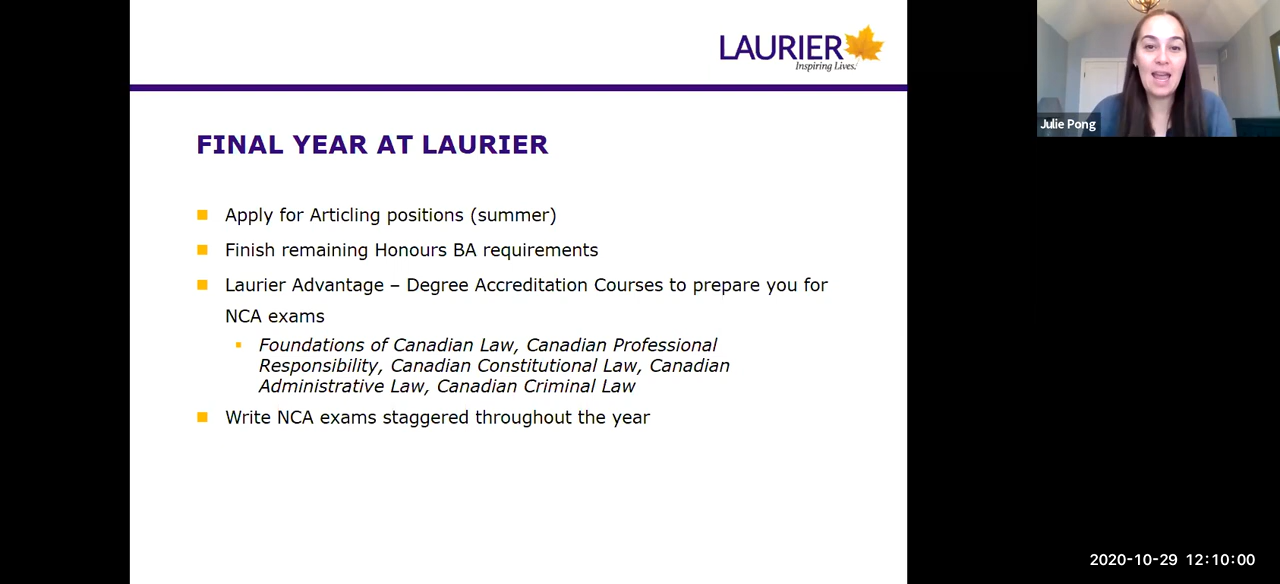 LAURIER
Inspiring Lives.
Julie Pong
FINAL YEAR AT LAURIER
Apply for Articling positions (summer)
Finish remaining Honours BA requirements
Laurier Advantage – Degree Accreditation Courses to prepare you for
NCA exams
Foundations of Canadian Law, Canadian Professional
Responsibility, Canadian Constitutional Law, Canadian
Administrative Law, Canadian Criminal Law
Write NCA exams staggered throughout the year
2020-10-29 12:10:00